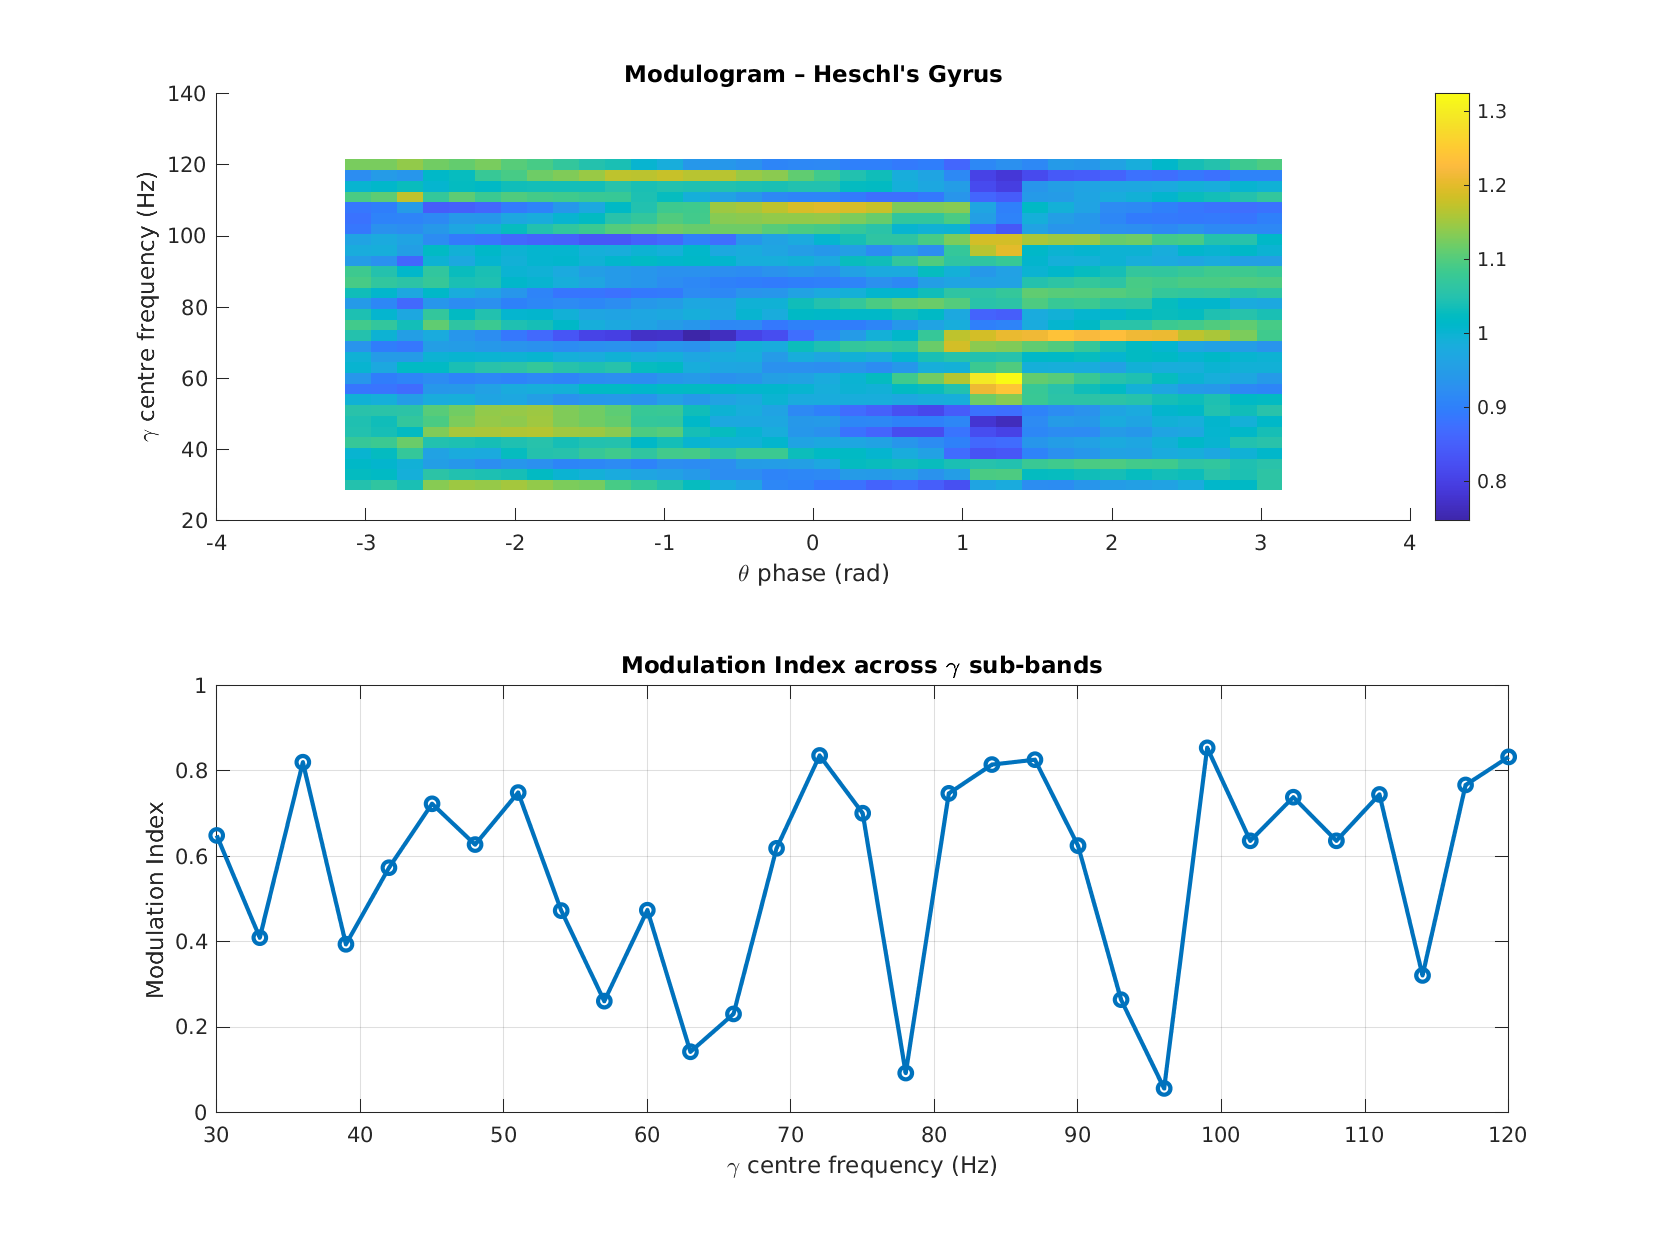 Modulogram – Heschl's Gyrus
140
120
100
80
60
40
20
γ centre frequency (Hz)
-4 -3 -2 -1 0 1 2 3 4
θ phase (rad)
1.3
1.2
1.1
1
0.9
0.8
Modulation Index across γ sub-bands
1
0.8
0.6
0.4
0.2
0
Modulation Index
30 40 50 60 70 80 90 100 110 120
γ centre frequency (Hz)